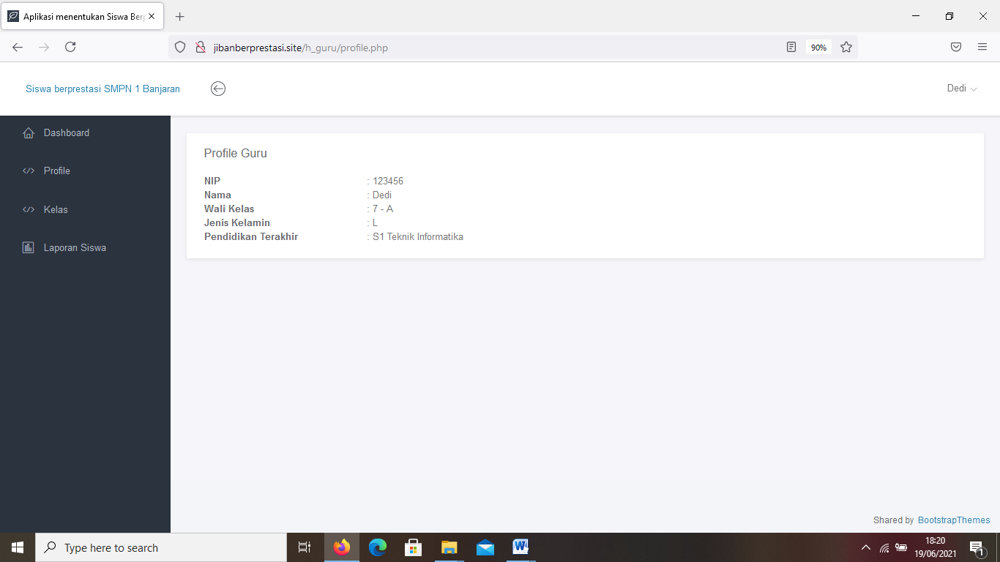 Aplikasi menentukan Siswa Berp
jibanberprestasi.site/h_guru/profile.php
90%
Siswa berprestasi SMPN 1 Banjaran
Dedi
Dashboard
Profile
Kelas
Laporan Siswa
Profile Guru
NIP : 123456
Nama : Dedi
Wali Kelas : 7 - A
Jenis Kelamin : L
Pendidikan Terakhir : S1 Teknik Informatika
Shared by BootstrapThemes
Type here to search
18:20
19/06/2021
1